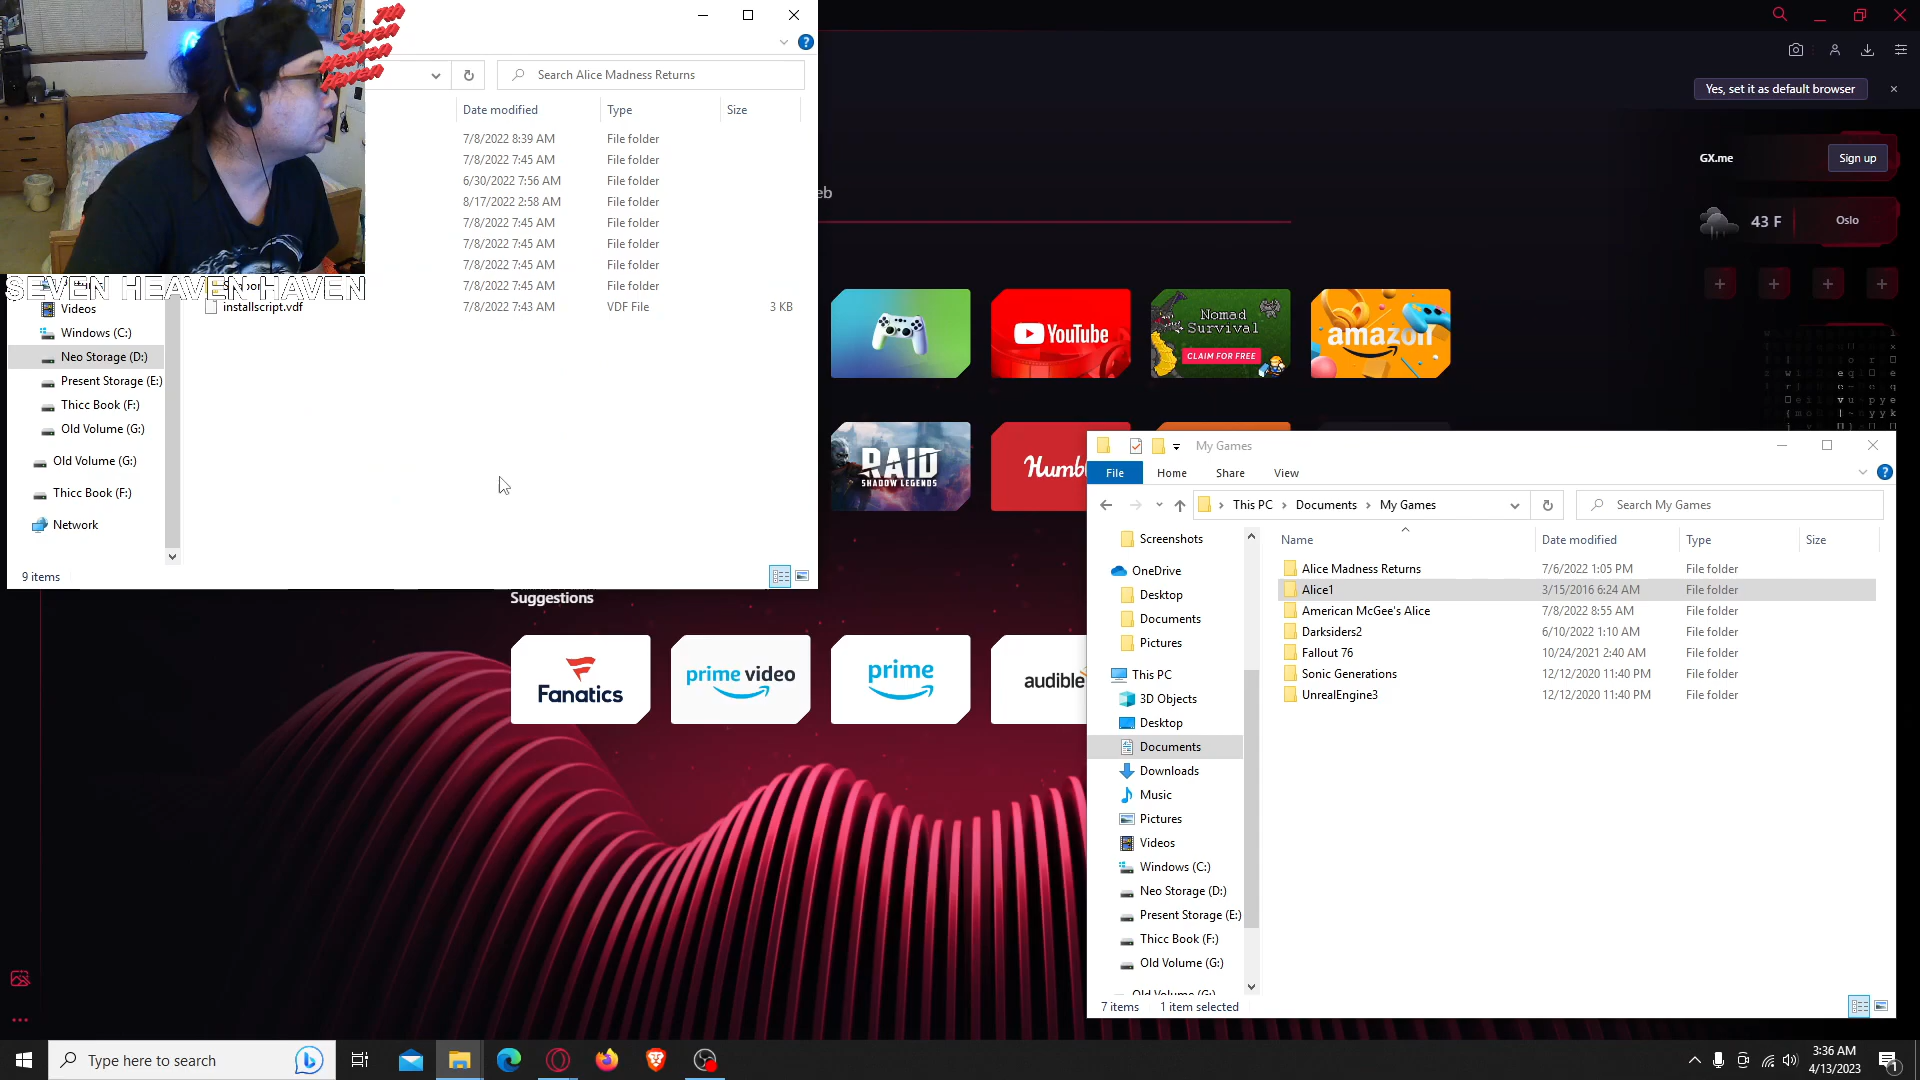 7th
Seven
Heaven
Haven
SEVEN HEAVEN HAVEN
Search Alice Madness Returns
Date modified
Type
Size
7/8/2022 8:39 AM File folder
7/8/2022 7:45 AM File folder
6/30/2022 7:56 AM File folder
8/17/2022 2:58 AM File folder
7/8/2022 7:45 AM File folder
7/8/2022 7:45 AM File folder
7/8/2022 7:45 AM File folder
7/8/2022 7:45 AM File folder
installscript.vdf 7/8/2022 7:43 AM VDF File 3 KB
Videos
Windows (C:)
Neo Storage (D:)
Present Storage (E:)
Thicc Book (F:)
Old Volume (G:)
Old Volume (G:)
Thicc Book (F:)
Network
9 items
Yes, set it as default browser
GX.me
Sign up
43 F
Oslo
eb
YouTube
Nomad
Survival
CLAIM FOR FREE
amazon
RAID
SHADOW LEGENDS
Humb
Suggestions
Fanatics
prime video
prime
audible
My Games
File Home Share View
This PC Documents My Games
Search My Games
Screenshots
OneDrive
Desktop
Documents
Pictures
This PC
3D Objects
Desktop
Documents
Downloads
Music
Pictures
Videos
Windows (C:)
Neo Storage (D:)
Present Storage (E:)
Thicc Book (F:)
Old Volume (G:)
Old Volume (G:)
Name Date modified Type Size
Alice Madness Returns 7/6/2022 1:05 PM File folder
Alice1 3/15/2016 6:24 AM File folder
American McGee's Alice 7/8/2022 8:55 AM File folder
Darksiders2 6/10/2022 1:10 AM File folder
Fallout 76 10/24/2021 2:40 AM File folder
Sonic Generations 12/12/2020 11:40 PM File folder
UnrealEngine3 12/12/2020 11:40 PM File folder
7 items 1 item selected
Type here to search
3:36 AM
4/13/2023
1